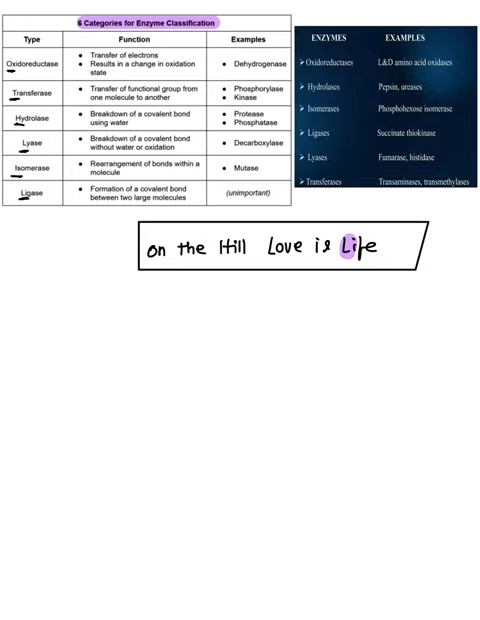 6 Categories for Enzyme Classification
Type Function Examples
Oxidoreductase
• Transfer of electrons
• Results in a change in oxidation
state
• Dehydrogenase
Transferase
• Transfer of functional group from
one molecule to another
• Phosphorylase
• Kinase
Hydrolase
• Breakdown of a covalent bond
using water
• Protease
• Phosphatase
Lyase
• Breakdown of a covalent bond
without water or oxidation
• Decarboxylase
Isomerase
• Rearrangement of bonds within a
molecule
• Mutase
Ligase
• Formation of a covalent bond
between two large molecules
(unimportant)
ENZYMES EXAMPLES
➢ Oxidoreductases L&D amino acid oxidases
➢ Hydrolases Pepsin, ureases
➢ Isomerases Phosphohexose isomerase
➢ Ligases Succinate thiokinase
➢ Lyases Fumarase, histidase
➢ Transferases Transaminases, transmethylases
on the Hill Love is Life